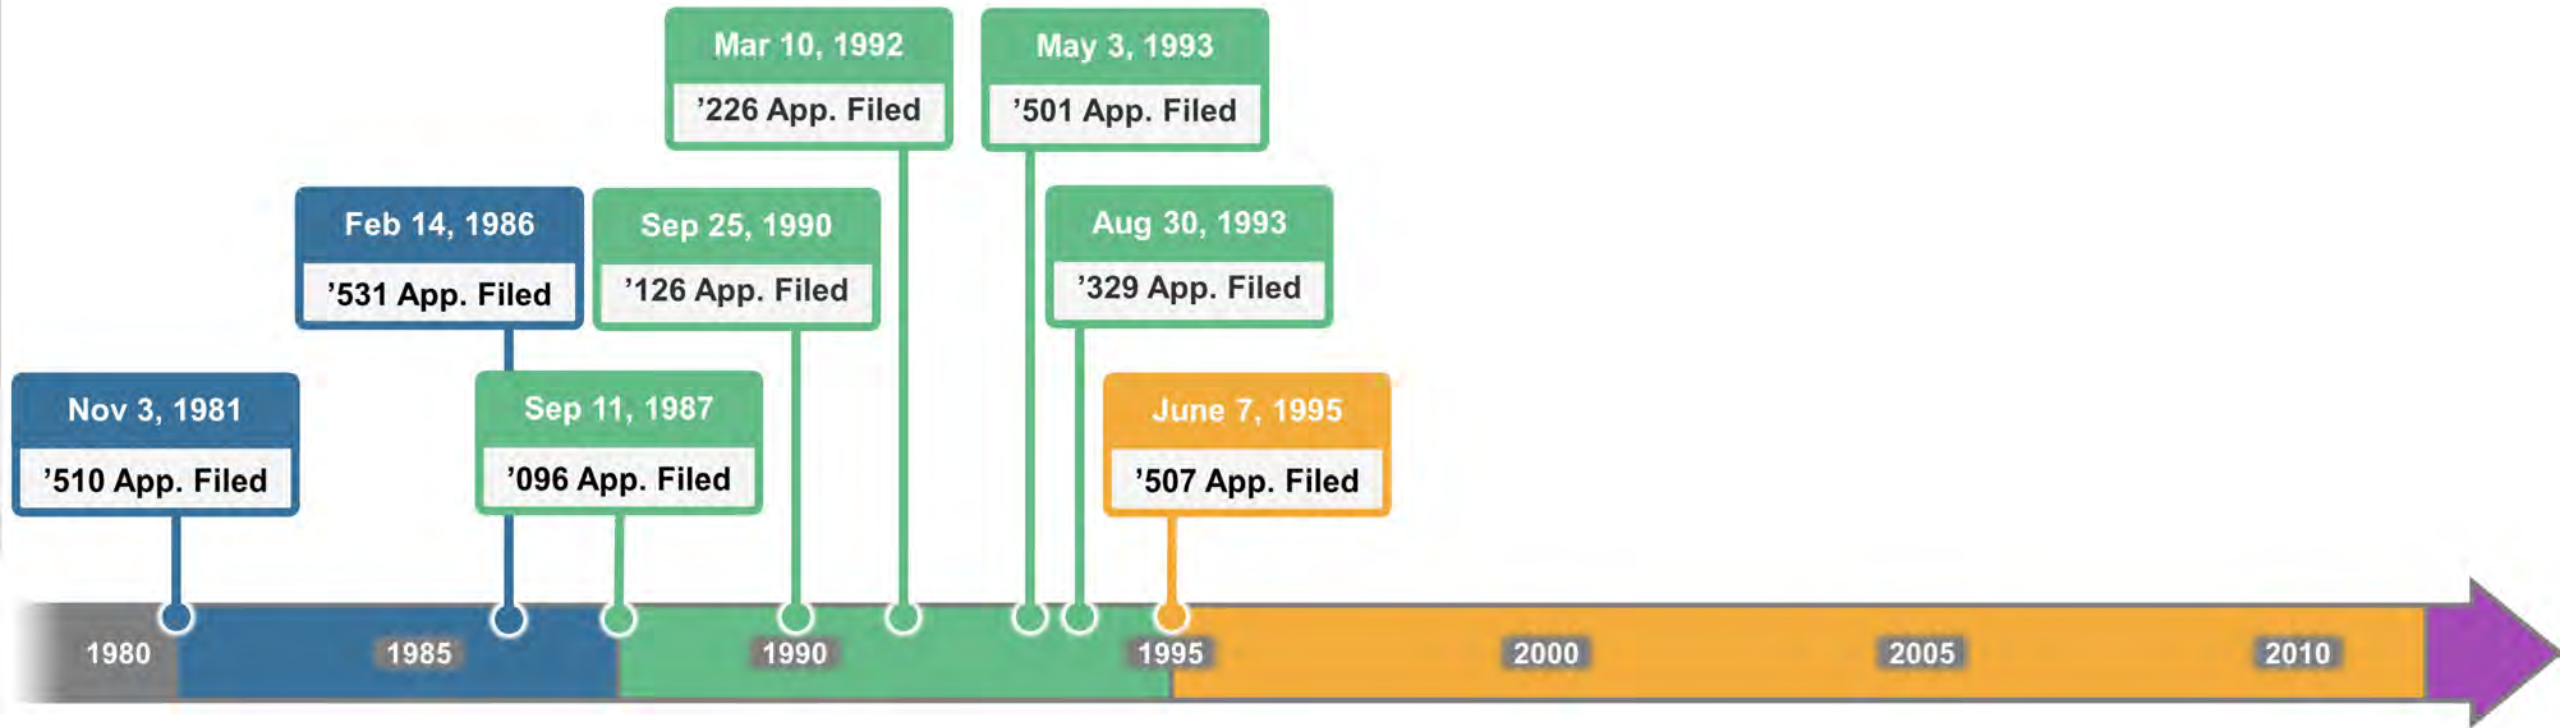 Mar 10, 1992
’226 App. Filed
May 3, 1993
’501 App. Filed
Feb 14, 1986
’531 App. Filed
Sep 25, 1990
’126 App. Filed
Aug 30, 1993
’329 App. Filed
Nov 3, 1981
’510 App. Filed
Sep 11, 1987
’096 App. Filed
June 7, 1995
’507 App. Filed
1980 1985 1990 1995 2000 2005 2010